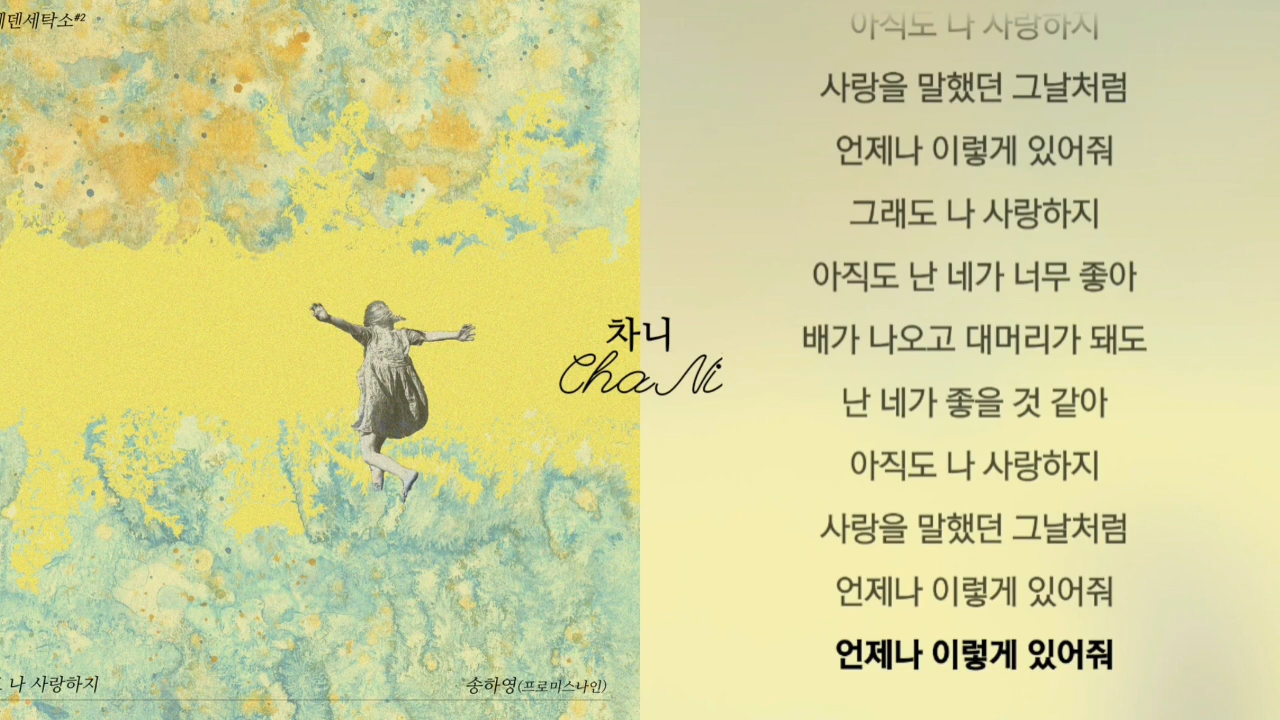 에덴세탁소#2
나 사랑하지
송하영(프로미스나인)
차니
ChaNi
아직도 나 사랑하지
사랑을 말했던 그날처럼
언제나 이렇게 있어줘
그래도 나 사랑하지
아직도 난 네가 너무 좋아
배가 나오고 대머리가 돼도
난 네가 좋을 것 같아
아직도 나 사랑하지
사랑을 말했던 그날처럼
언제나 이렇게 있어줘
언제나 이렇게 있어줘